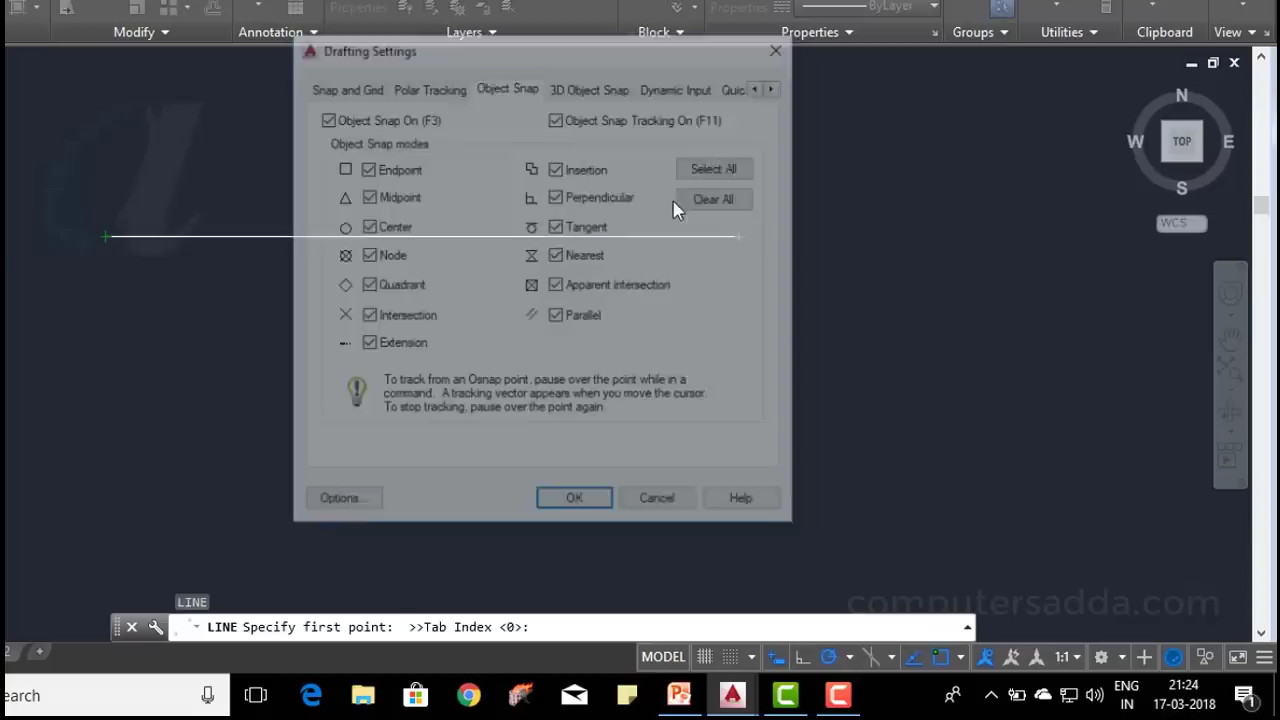 Properties
Properties
ByLayer
Modify
Annotation
Layers
Block
Properties
Groups
Utilities
Clipboard
View
Drafting Settings
Snap and Grid Polar Tracking Object Snap 3D Object Snap Dynamic Input Quic
Object Snap On (F3)
Object Snap Tracking On (F11)
Object Snap modes
Endpoint
Insertion
Select All
Midpoint
Perpendicular
Clear All
Center
Tangent
Node
Nearest
Quadrant
Apparent intersection
Intersection
Parallel
Extension
To track from an Osnap point, pause over the point while in a
command. A tracking vector appears when you move the cursor.
To stop tracking, pause over the point again
Options...
OK
Cancel
Help
N
W
TOP
E
S
WCS
computersadda.com
LINE
LINE Specify first point: >>Tab Index <0>:
2
MODEL
1:1
earch
ENG
IN
21:24
17-03-2018
1